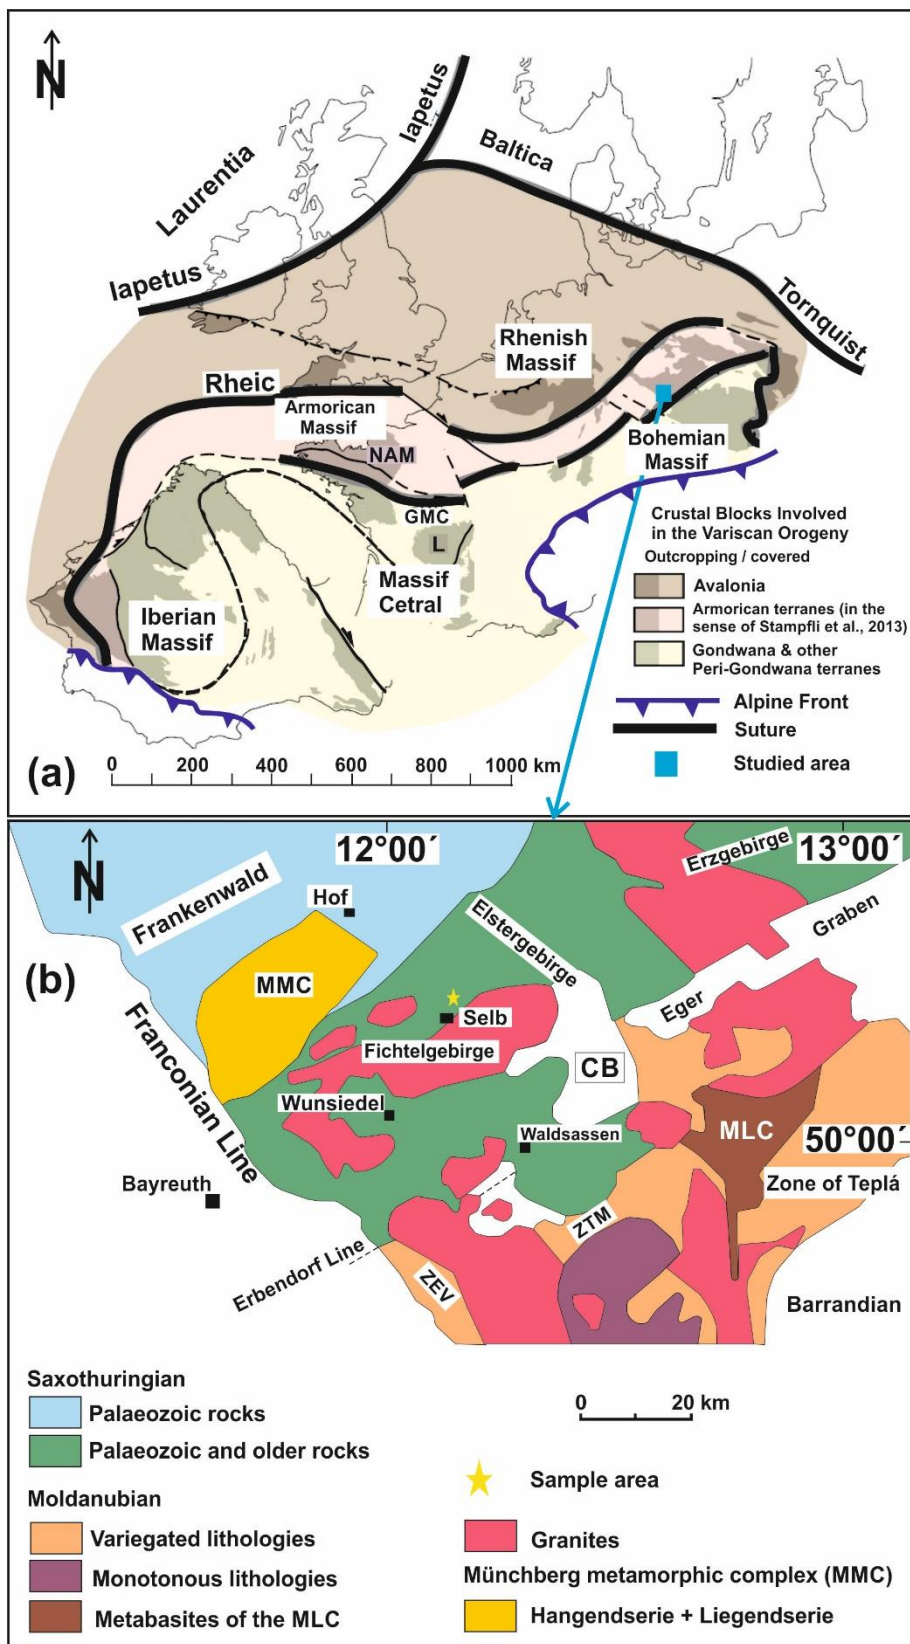 N
Iapetus
Laurentia
Baltica
Iapetus
Tornquist
Rhenish
Massif
Rheic
Armorican
Massif
NAM
Bohemian
Massif
GMC
L
Massif
Cetral
Iberian
Massif
Crustal Blocks Involved
in the Variscan Orogeny
Outcropping / covered
Avalonia
Armorican terranes (in the
sense of Stampfli et al., 2013)
Gondwana & other
Peri-Gondwana terranes
Alpine Front
Suture
Studied area
(a)
0 200 400 600 800 1000 km
N
12°00´
13°00´
Erzgebirge
Frankenwald
Hof
Elstergebirge
Graben
(b)
MMC
Eger
Selb
Fichtelgebirge
CB
Franconian Line
Wunsiedel
Waldsassen
MLC
50°00´
Bayreuth
Zone of Teplá
ZTM
Erbendorf Line
ZEV
Barrandian
Saxothuringian
Palaeozoic rocks
Palaeozoic and older rocks
0 20 km
Moldanubian
Variegated lithologies
Monotonous lithologies
Metabasites of the MLC
Sample area
Granites
Münchberg metamorphic complex (MMC)
Hangendserie + Liegendserie